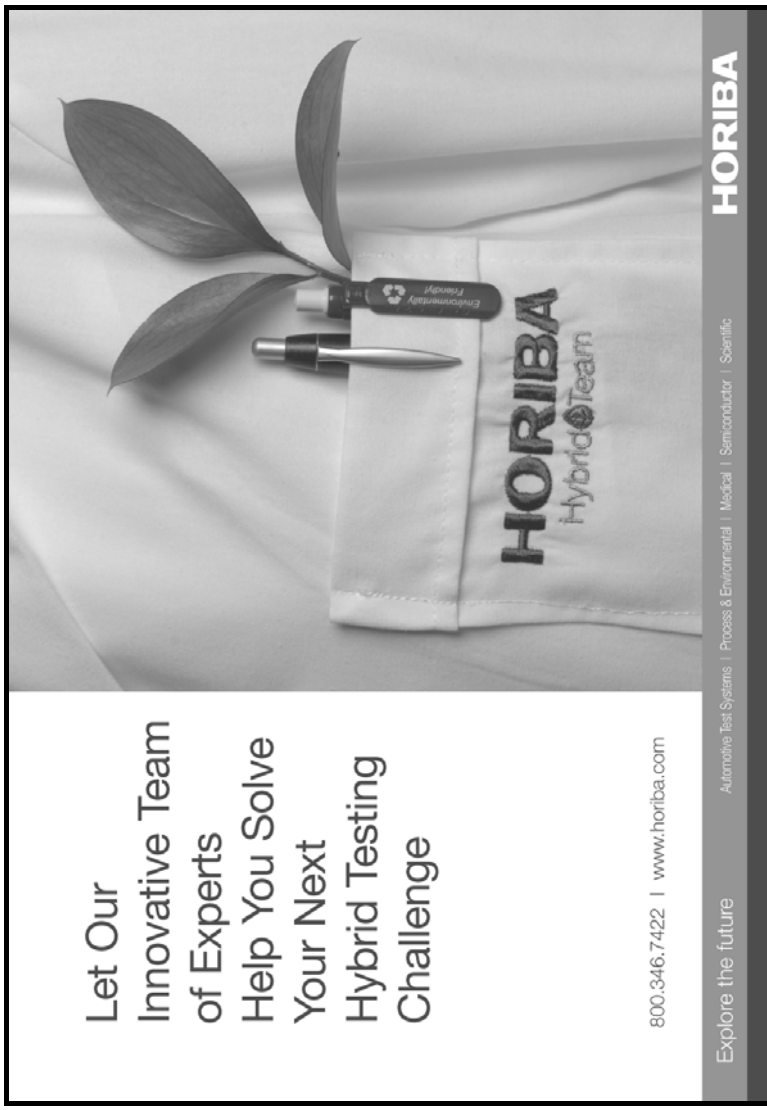 Let Our
Innovative Team
of Experts
Help You Solve
Your Next
Hybrid Testing
Challenge
800.346.7422 | www.horiba.com
Environmentally
Friendly!
HORIBA
Hybrid Team
Explore the future
Automotive Test Systems | Process & Environmental | Medical | Semiconductor | Scientific
HORIBA